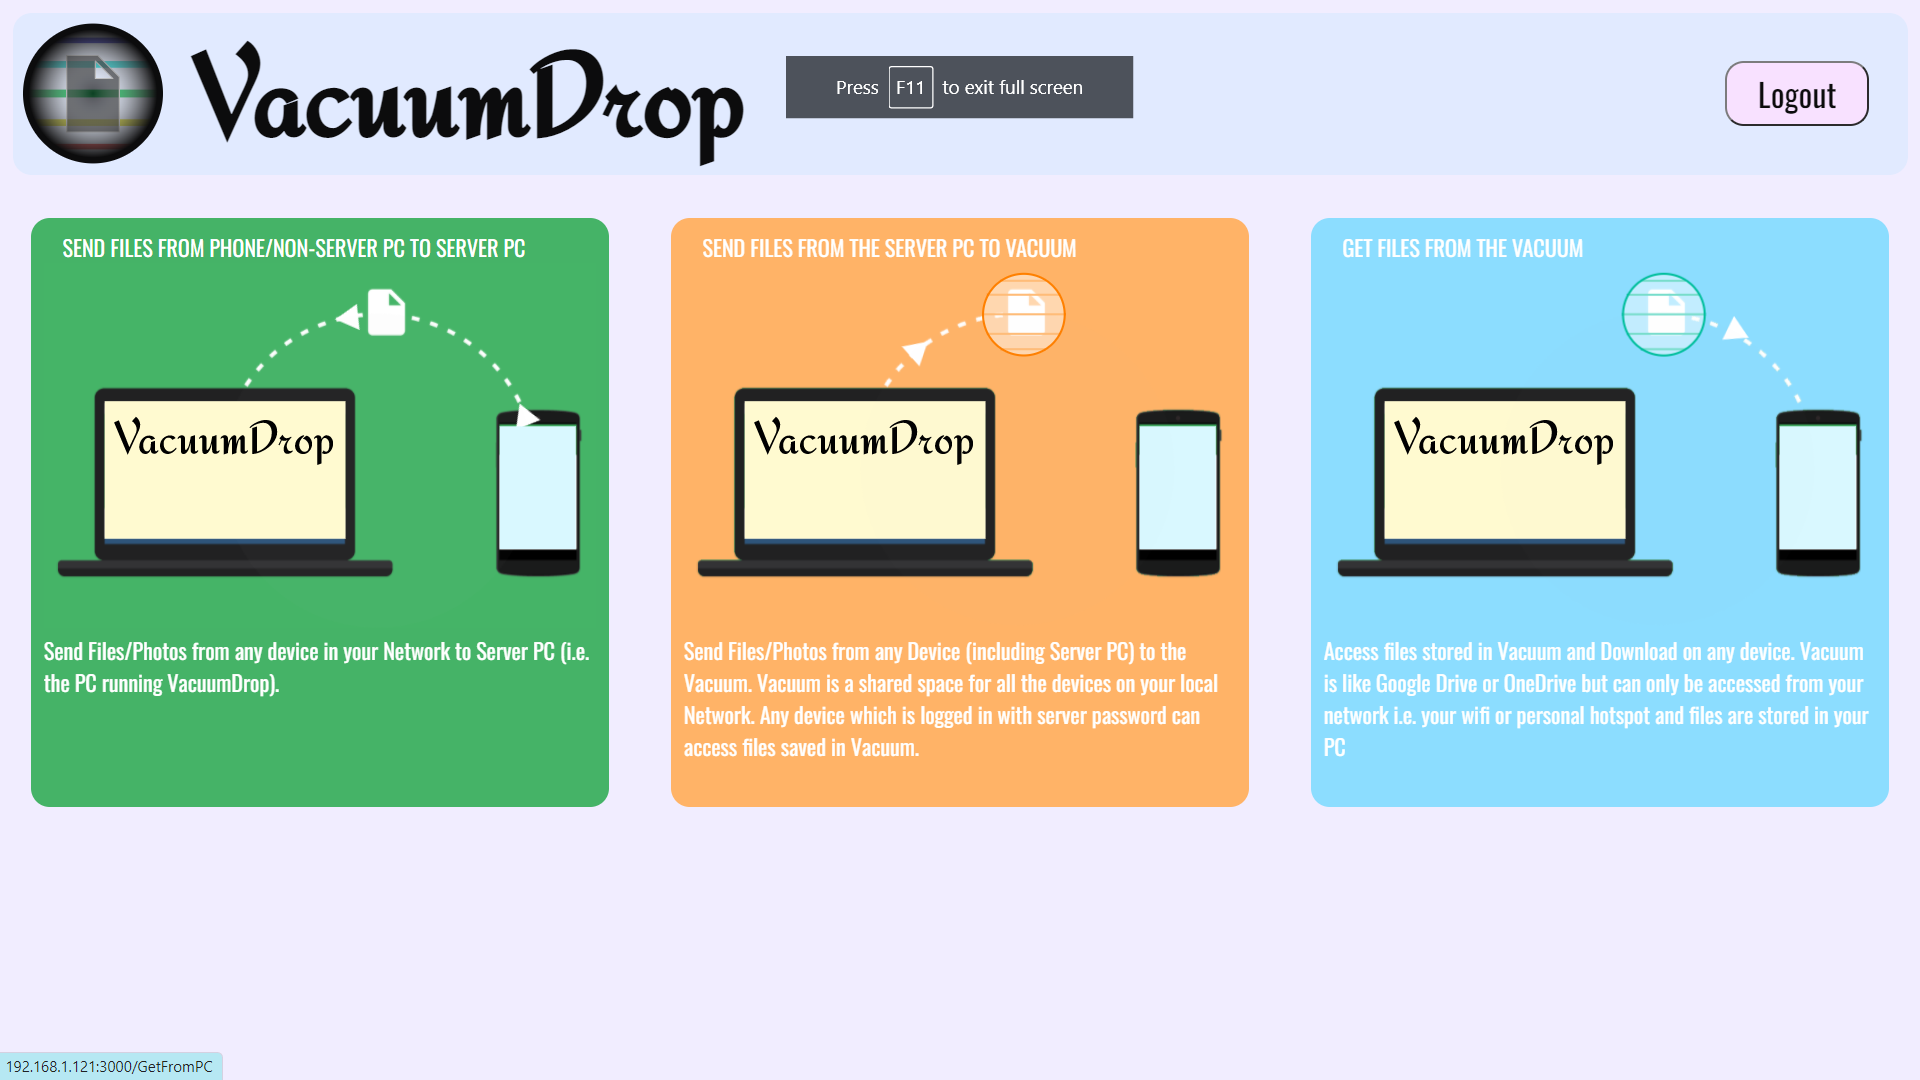 VacuumDrop
Press F11 to exit full screen
Logout
SEND FILES FROM PHONE/NON-SERVER PC TO SERVER PC
VacuumDrop
Send Files/Photos from any device in your Network to Server PC (i.e.
the PC running VacuumDrop).
SEND FILES FROM THE SERVER PC TO VACUUM
VacuumDrop
Send Files/Photos from any Device (including Server PC) to the
Vacuum. Vacuum is a shared space for all the devices on your local
Network. Any device which is logged in with server password can
access files saved in Vacuum.
GET FILES FROM THE VACUUM
VacuumDrop
Access files stored in Vacuum and Download on any device. Vacuum
is like Google Drive or OneDrive but can only be accessed from your
network i.e. your wifi or personal hotspot and files are stored in your
PC
192.168.1.121:3000/GetFromPC